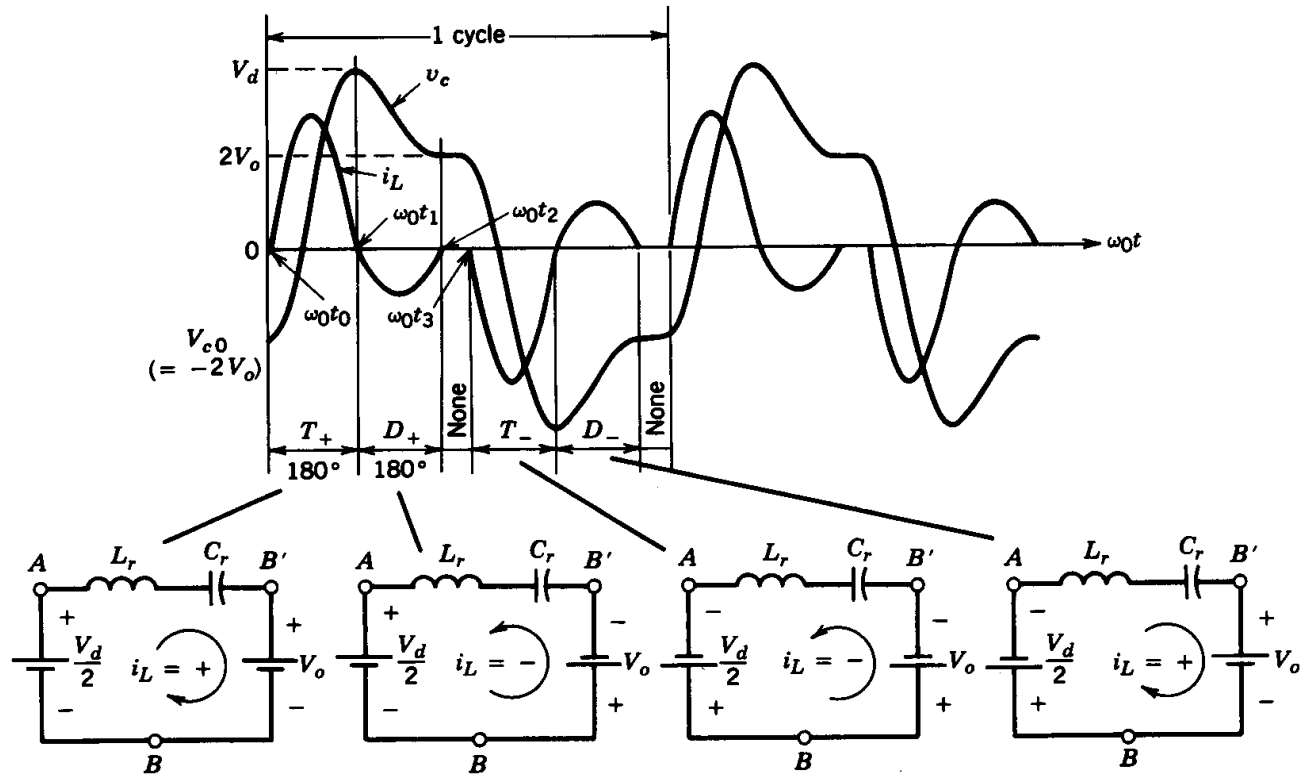 1 cycle
V_d
v_c
2V_o
i_L
ω_0t_1
ω_0t_2
0
ω_0t
ω_0t_0
ω_0t_3
V_c0
(= −2V_o)
None
None
T_+
D_+
T_−
D_−
180°
180°
A
L_r
C_r
B'
+
+
V_d/2
i_L = +
V_o
−
−
B
A
L_r
C_r
B'
+
−
V_d/2
i_L = −
V_o
−
+
B
A
L_r
C_r
B'
−
−
V_d/2
i_L = −
V_o
+
+
B
A
L_r
C_r
B'
−
+
V_d/2
i_L = +
V_o
+
−
B